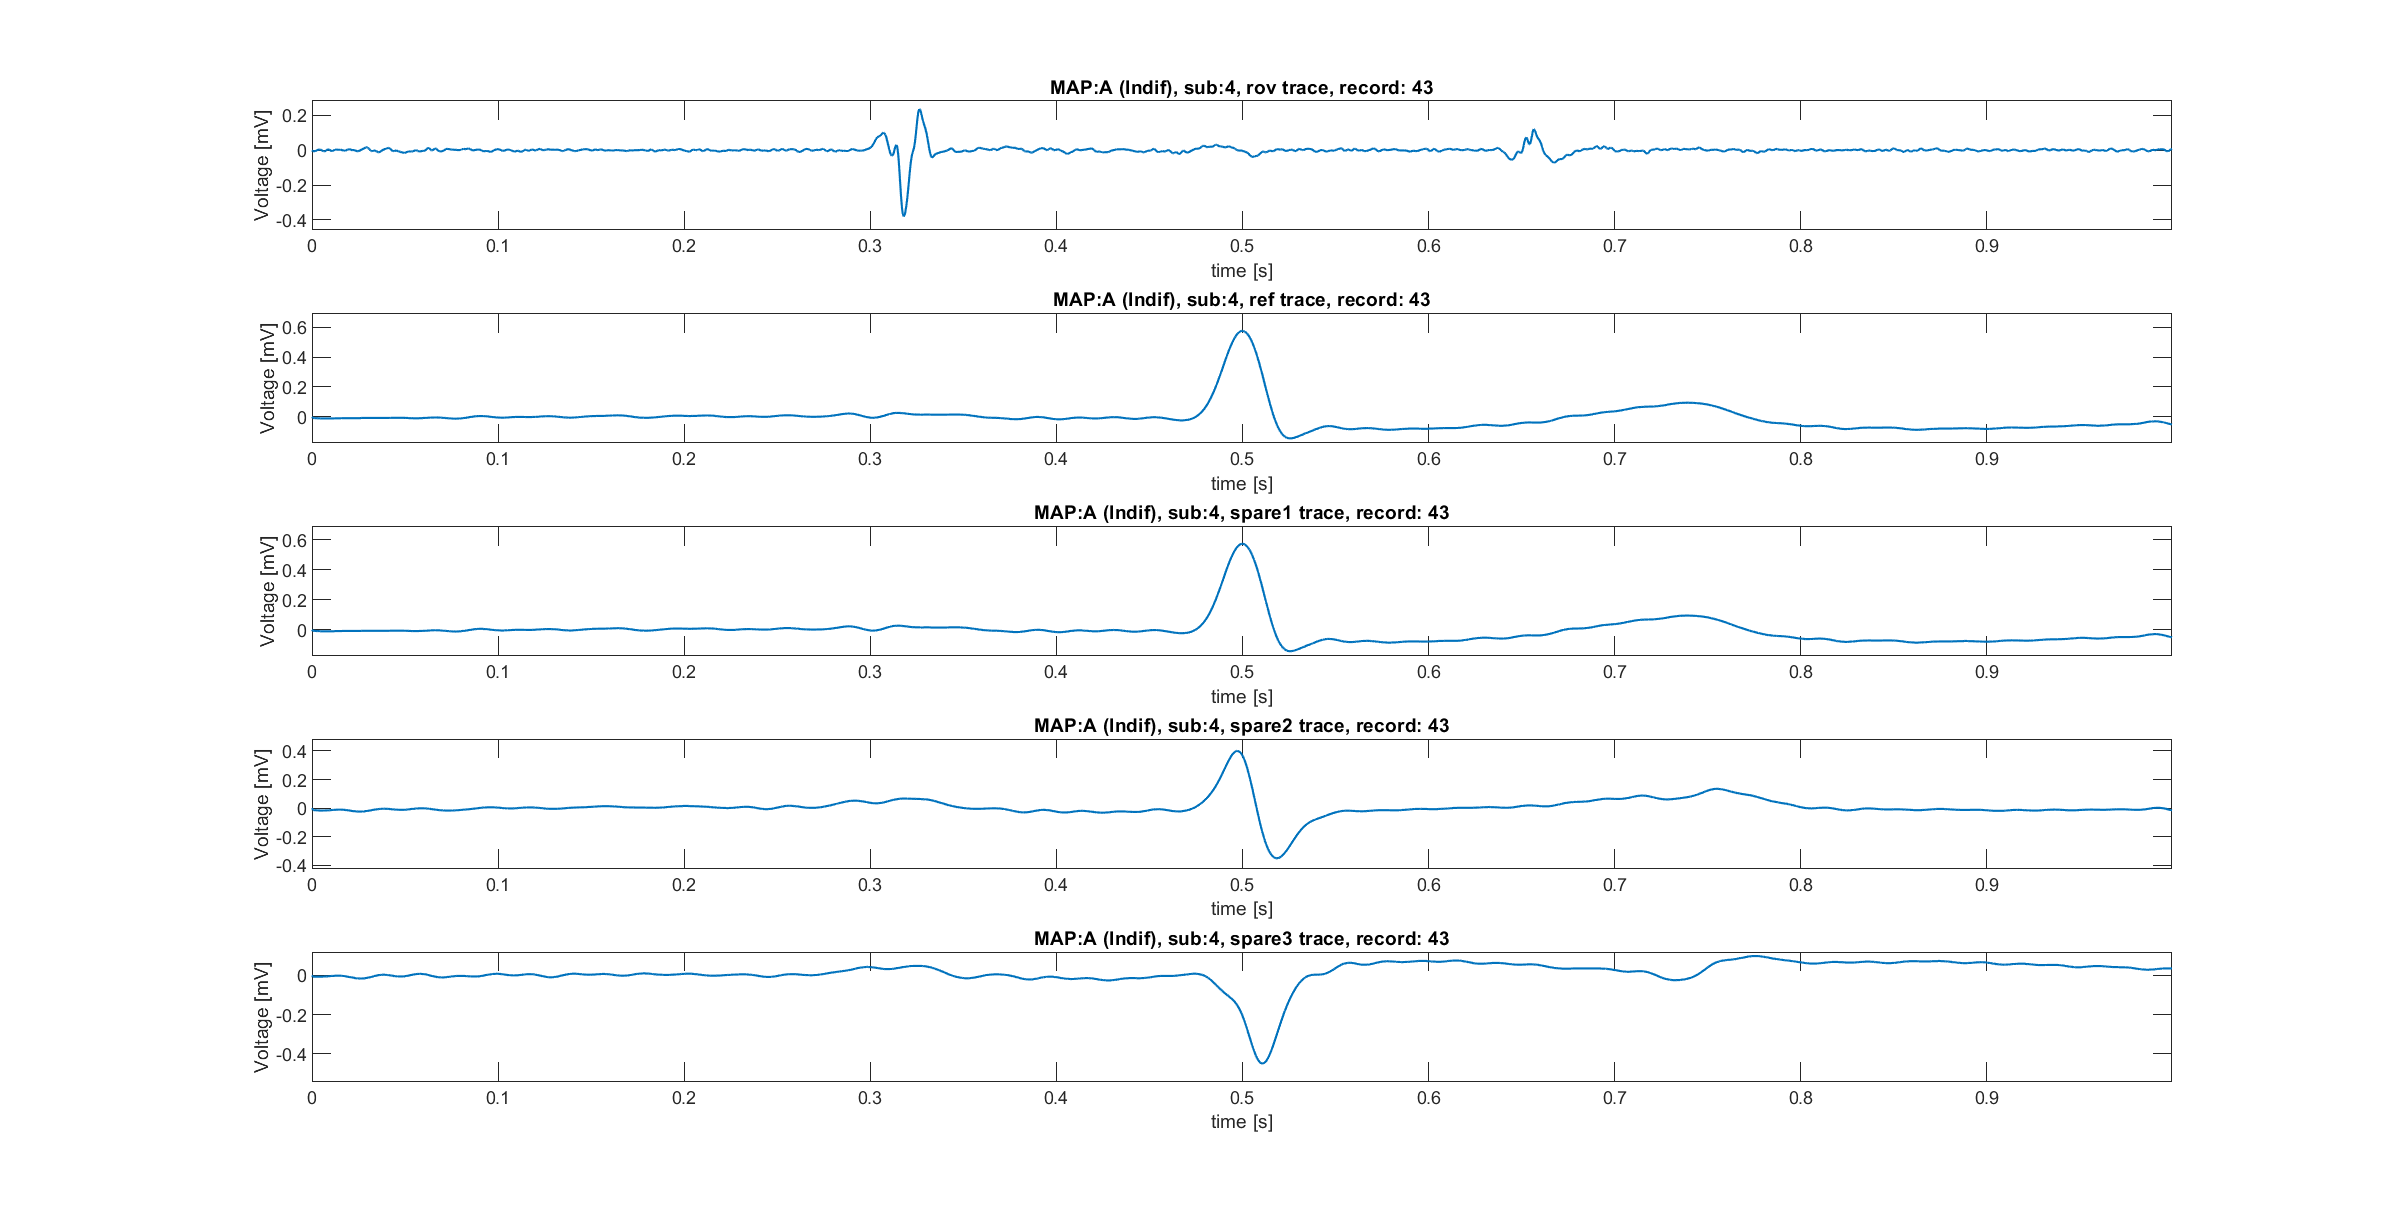 MAP:A (Indif), sub:4, rov trace, record: 43
Voltage [mV]
0.2
0
-0.2
-0.4
0 0.1 0.2 0.3 0.4 0.5 0.6 0.7 0.8 0.9
time [s]
MAP:A (Indif), sub:4, ref trace, record: 43
Voltage [mV]
0.6
0.4
0.2
0
0 0.1 0.2 0.3 0.4 0.5 0.6 0.7 0.8 0.9
time [s]
MAP:A (Indif), sub:4, spare1 trace, record: 43
Voltage [mV]
0.6
0.4
0.2
0
0 0.1 0.2 0.3 0.4 0.5 0.6 0.7 0.8 0.9
time [s]
MAP:A (Indif), sub:4, spare2 trace, record: 43
Voltage [mV]
0.4
0.2
0
-0.2
-0.4
0 0.1 0.2 0.3 0.4 0.5 0.6 0.7 0.8 0.9
time [s]
MAP:A (Indif), sub:4, spare3 trace, record: 43
Voltage [mV]
0
-0.2
-0.4
0 0.1 0.2 0.3 0.4 0.5 0.6 0.7 0.8 0.9
time [s]